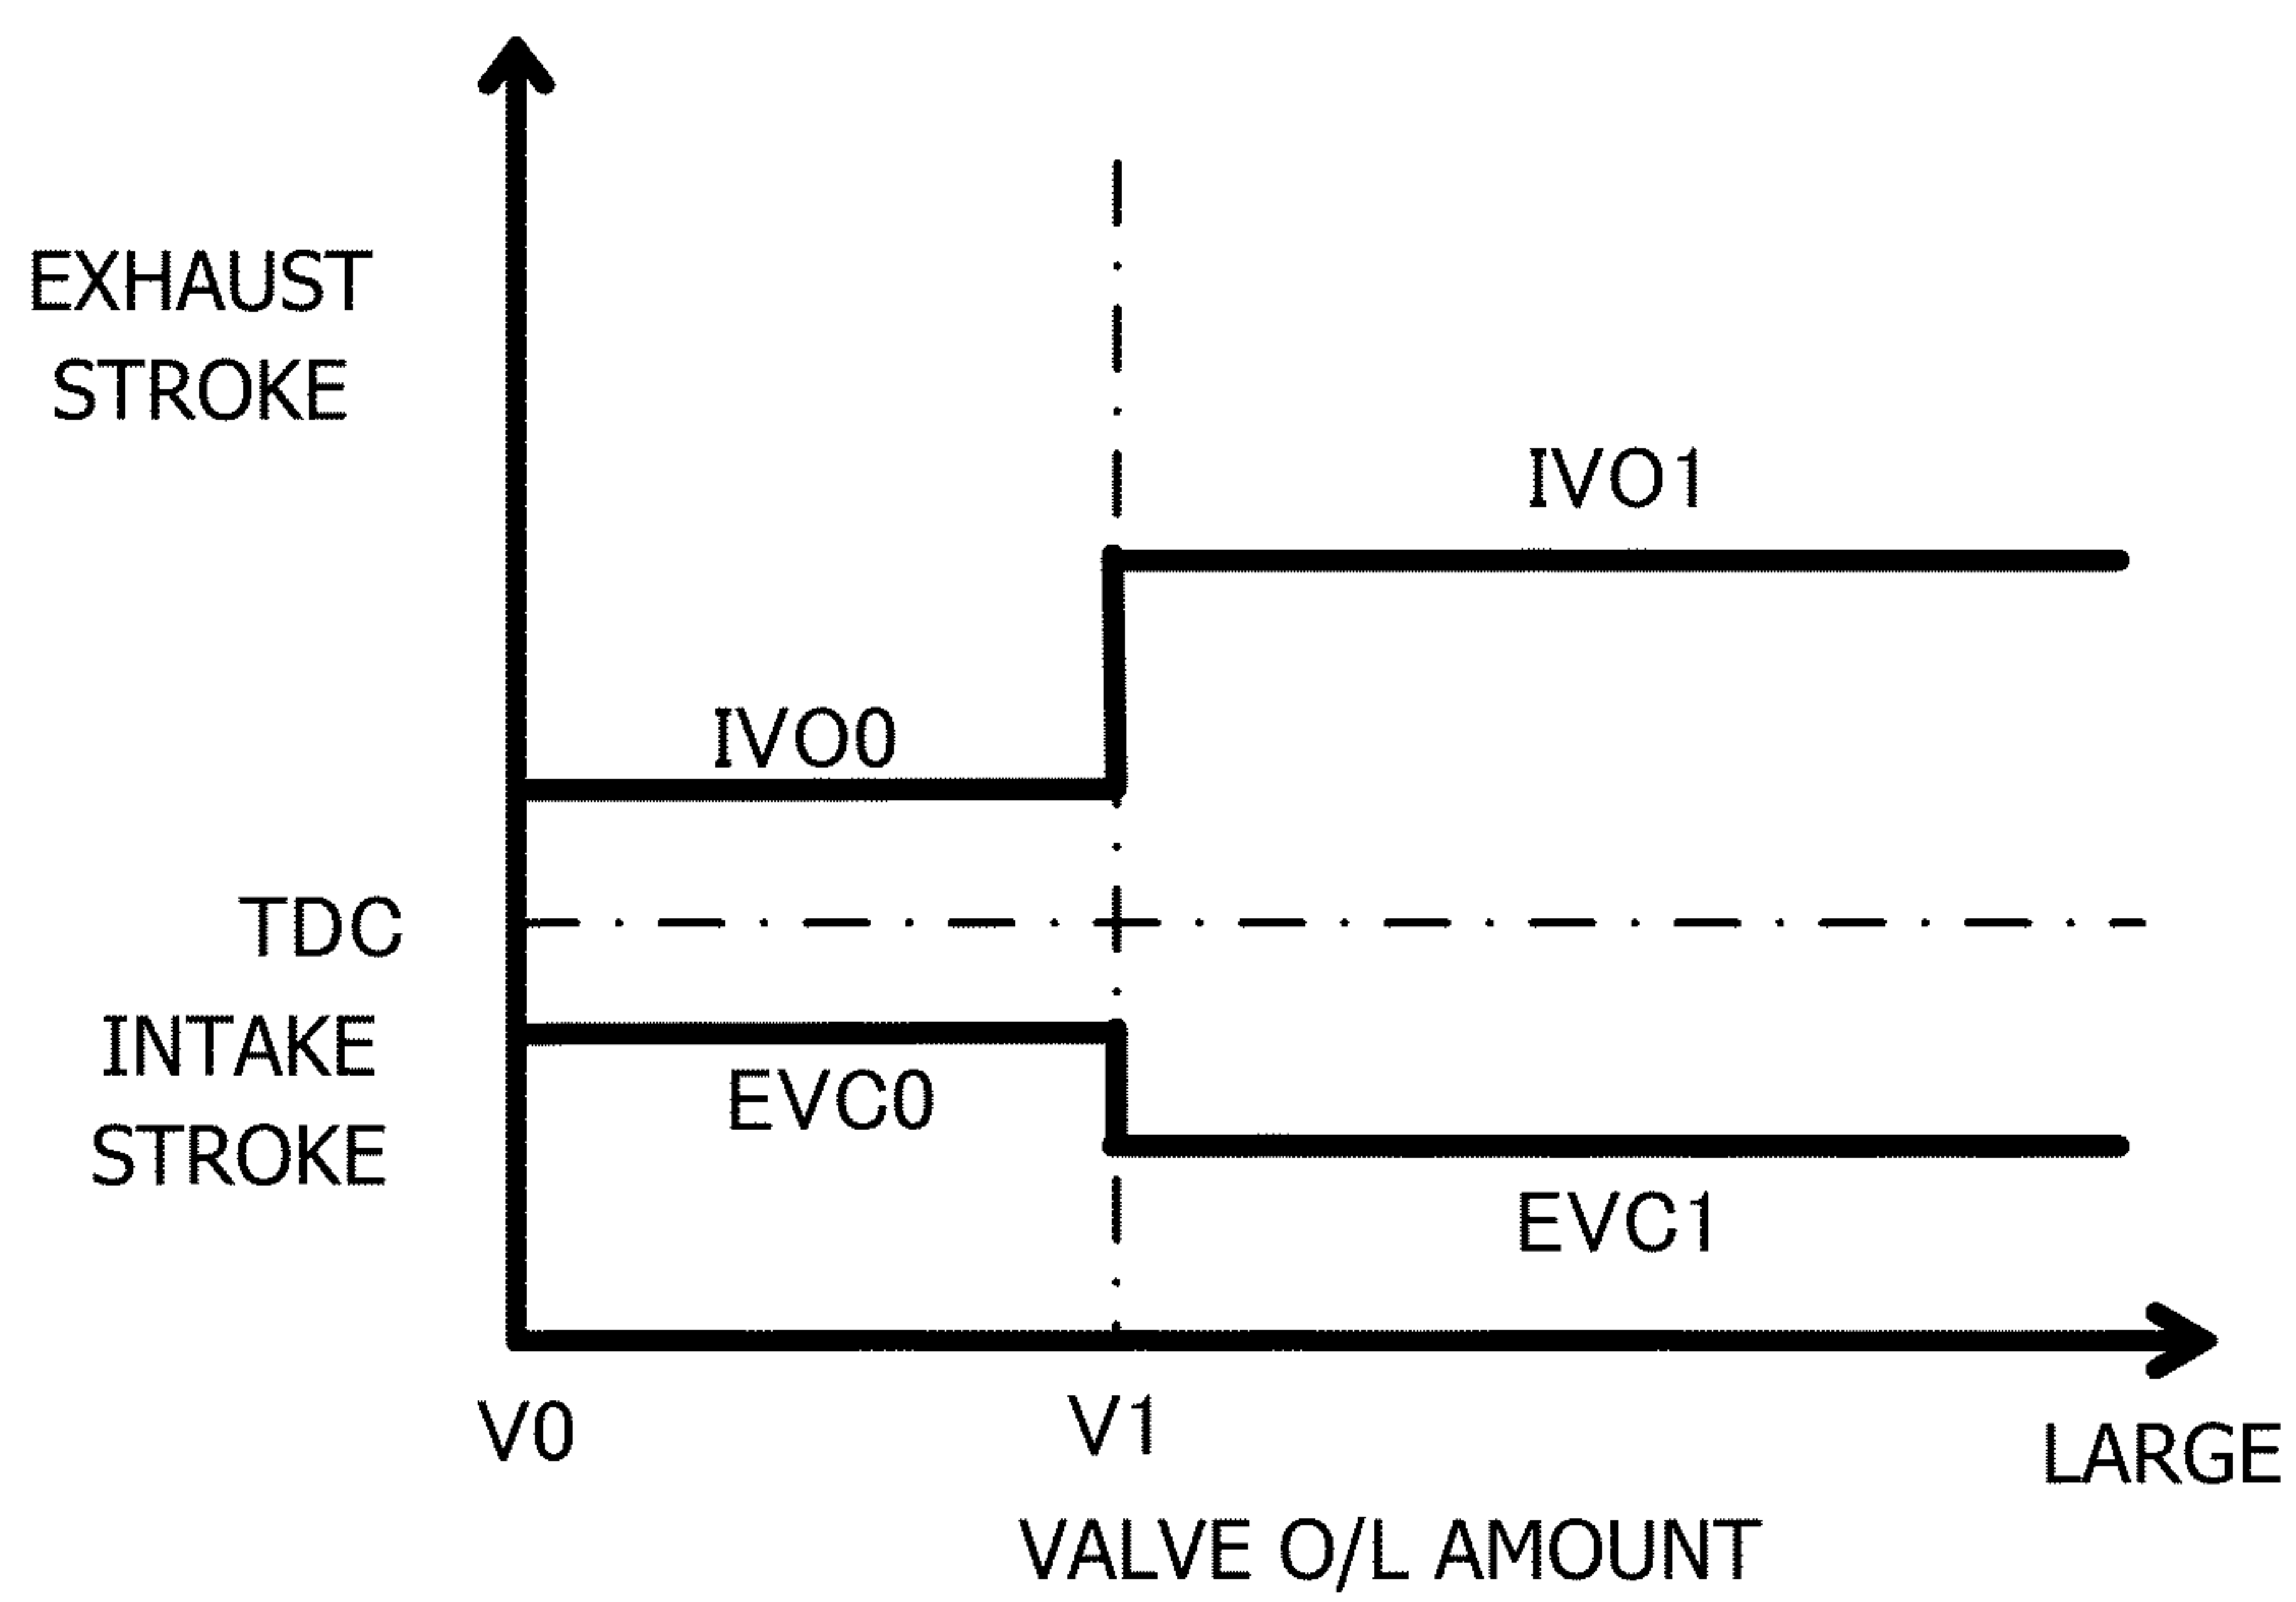 EXHAUST
STROKE
IVO1
IVO0
TDC
INTAKE
STROKE
EVC0
EVC1
V0
V1
LARGE
VALVE O/L AMOUNT